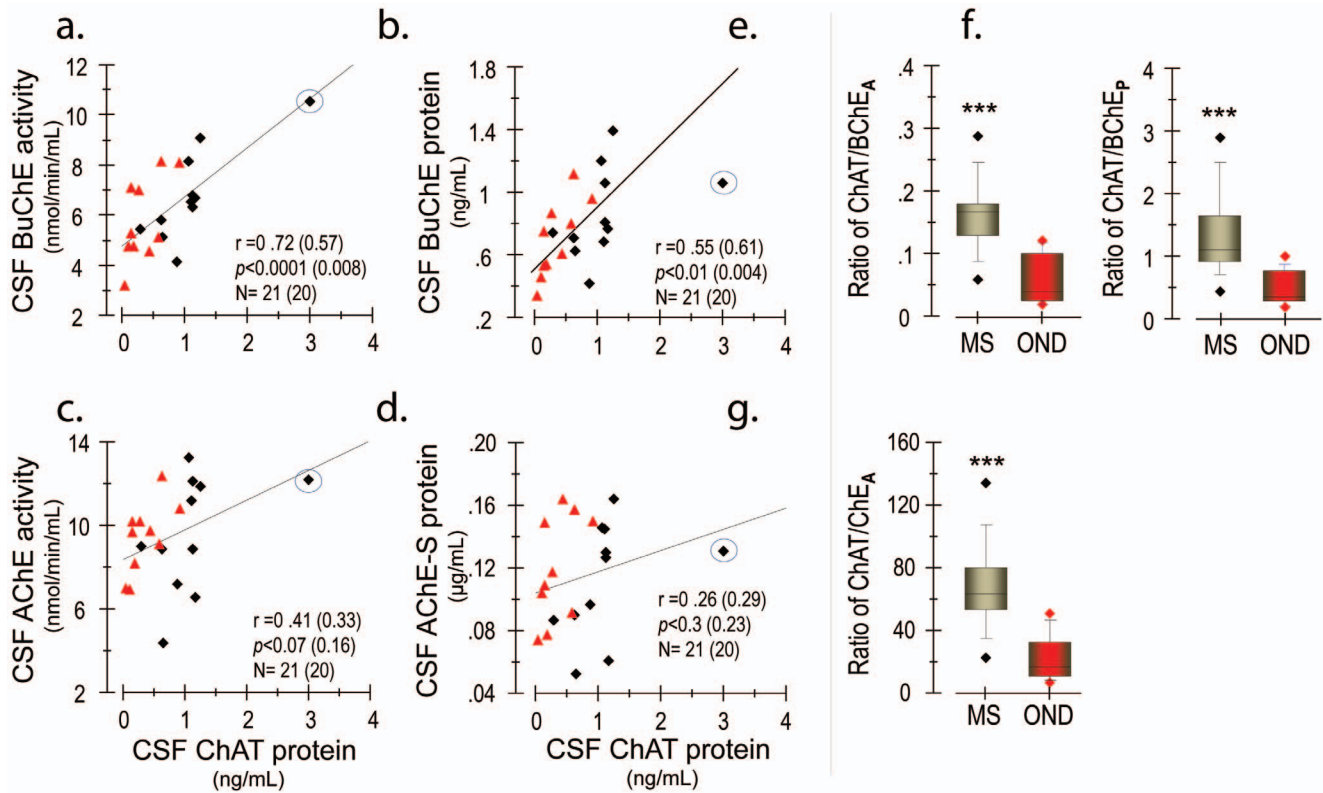 a.
CSF BuChE activity
(nmol/min/mL)
12
10
8
6
4
2
0 1 2 3 4
r =0 .72 (0.57)
p<0.0001 (0.008)
N= 21 (20)
b.
CSF BuChE protein
(ng/mL)
1.8
1.4
1
.6
.2
0 1 2 3 4
r =0 .55 (0.61)
p<0.01 (0.004)
N= 21 (20)
e.
Ratio of ChAT/BChEA
.4
.3
.2
.1
0
***
MS OND
f.
Ratio of ChAT/BChEP
4
3
2
1
0
***
MS OND
c.
CSF AChE activity
(nmol/min/mL)
14
10
6
2
0 1 2 3 4
r =0 .41 (0.33)
p<0.07 (0.16)
N= 21 (20)
CSF ChAT protein
(ng/mL)
d.
CSF AChE-S protein
(µg/mL)
.20
.16
.12
.08
.04
0 1 2 3 4
r =0 .26 (0.29)
p<0.3 (0.23)
N= 21 (20)
CSF ChAT protein
(ng/mL)
g.
Ratio of ChAT/ChEA
160
120
80
40
0
***
MS OND